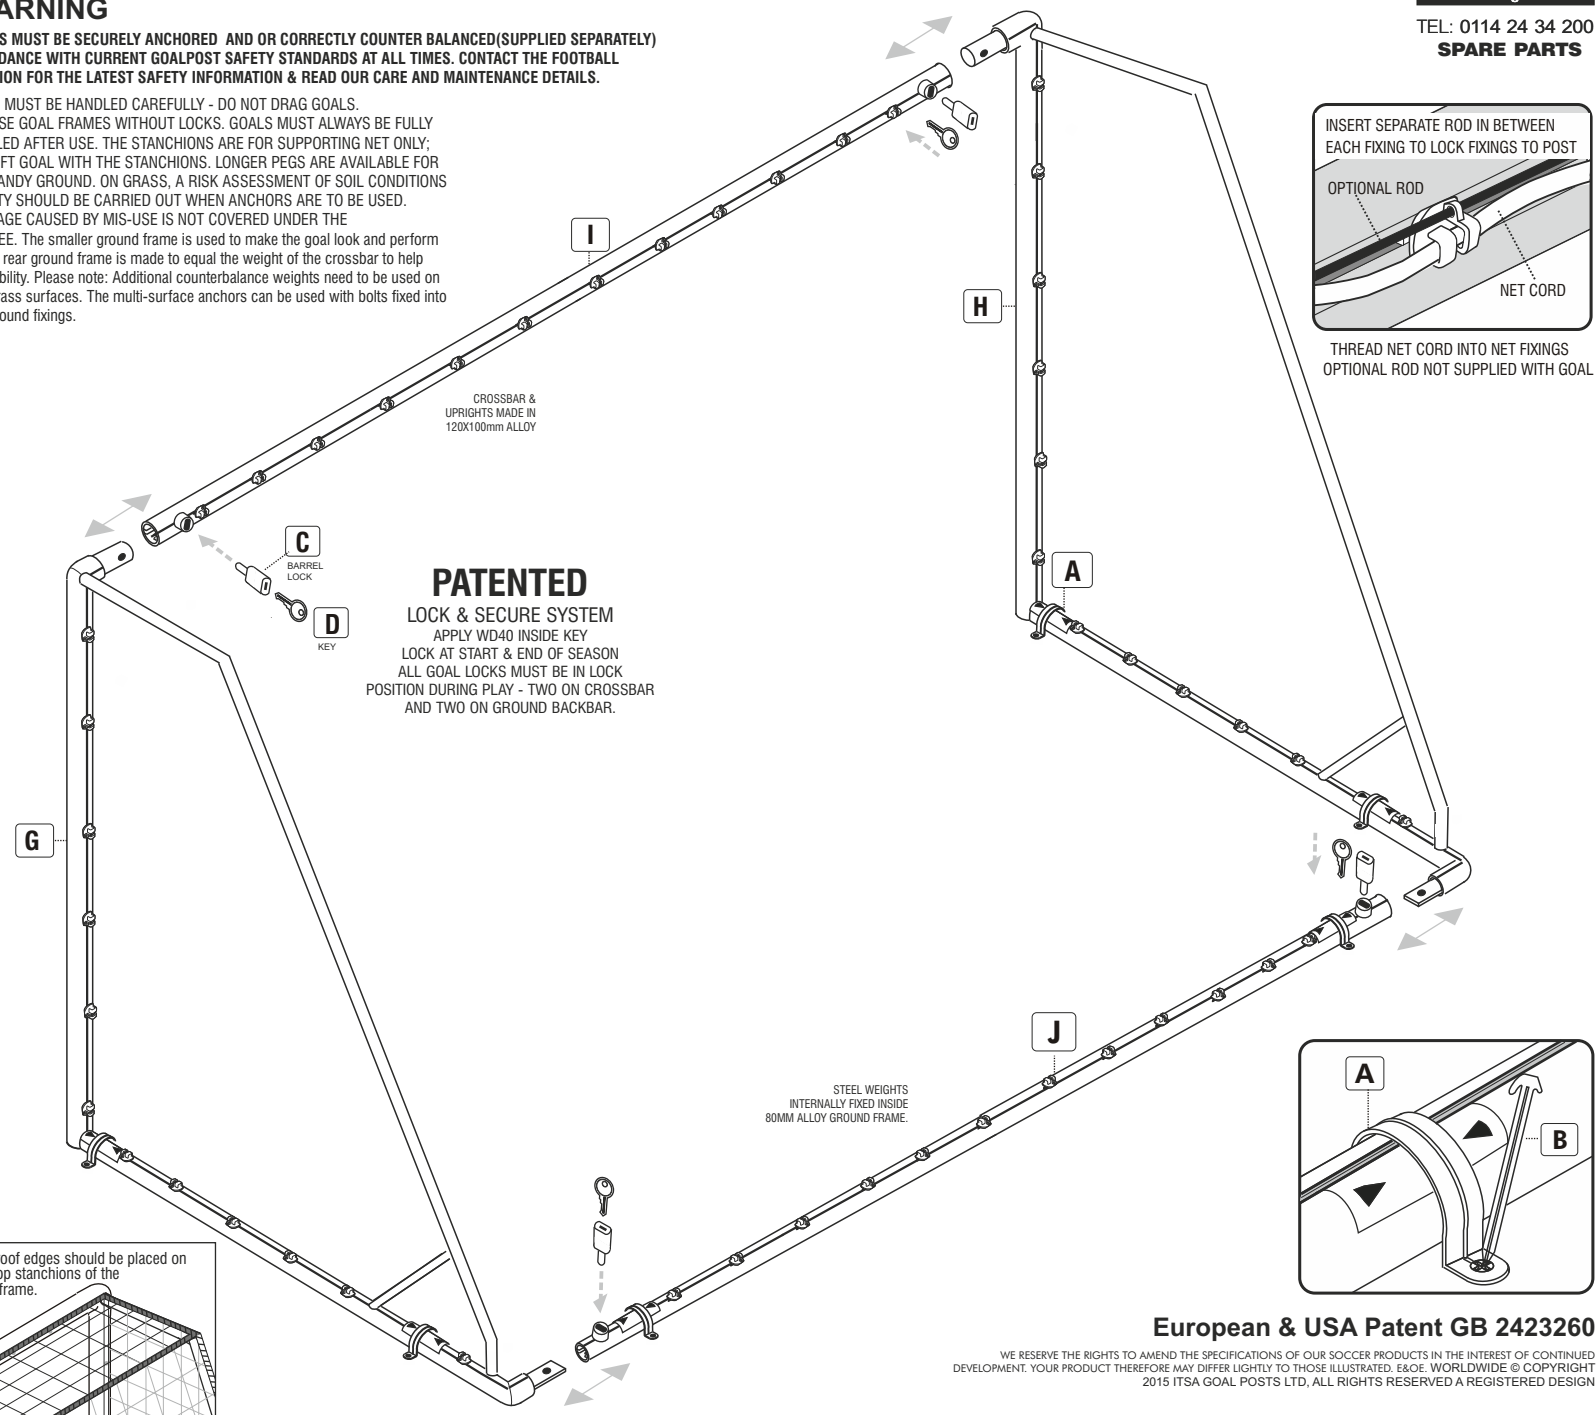 ARNING
S MUST BE SECURELY ANCHORED AND OR CORRECTLY COUNTER BALANCED(SUPPLIED SEPARATELY)
DANCE WITH CURRENT GOALPOST SAFETY STANDARDS AT ALL TIMES. CONTACT THE FOOTBALL
ION FOR THE LATEST SAFETY INFORMATION & READ OUR CARE AND MAINTENANCE DETAILS.
MUST BE HANDLED CAREFULLY - DO NOT DRAG GOALS.
SE GOAL FRAMES WITHOUT LOCKS. GOALS MUST ALWAYS BE FULLY
LED AFTER USE. THE STANCHIONS ARE FOR SUPPORTING NET ONLY;
FT GOAL WITH THE STANCHIONS. LONGER PEGS ARE AVAILABLE FOR
ANDY GROUND. ON GRASS, A RISK ASSESSMENT OF SOIL CONDITIONS
TY SHOULD BE CARRIED OUT WHEN ANCHORS ARE TO BE USED.
AGE CAUSED BY MIS-USE IS NOT COVERED UNDER THE
EE. The smaller ground frame is used to make the goal look and perform
rear ground frame is made to equal the weight of the crossbar to help
bility. Please note: Additional counterbalance weights need to be used on
rass surfaces. The multi-surface anchors can be used with bolts fixed into
ound fixings.
TEL: 0114 24 34 200
SPARE PARTS
INSERT SEPARATE ROD IN BETWEEN
EACH FIXING TO LOCK FIXINGS TO POST
OPTIONAL ROD
NET CORD
THREAD NET CORD INTO NET FIXINGS
OPTIONAL ROD NOT SUPPLIED WITH GOAL
I
H
CROSSBAR &
UPRIGHTS MADE IN
120X100mm ALLOY
C
BARREL
LOCK
D
KEY
A
PATENTED
LOCK & SECURE SYSTEM
APPLY WD40 INSIDE KEY
LOCK AT START & END OF SEASON
ALL GOAL LOCKS MUST BE IN LOCK
POSITION DURING PLAY - TWO ON CROSSBAR
AND TWO ON GROUND BACKBAR.
G
J
STEEL WEIGHTS
INTERNALLY FIXED INSIDE
80MM ALLOY GROUND FRAME.
A
B
oof edges should be placed on
op stanchions of the
frame.
European & USA Patent GB 2423260
WE RESERVE THE RIGHTS TO AMEND THE SPECIFICATIONS OF OUR SOCCER PRODUCTS IN THE INTEREST OF CONTINUED
DEVELOPMENT. YOUR PRODUCT THEREFORE MAY DIFFER LIGHTLY TO THOSE ILLUSTRATED. E&OE. WORLDWIDE © COPYRIGHT
2015 ITSA GOAL POSTS LTD, ALL RIGHTS RESERVED A REGISTERED DESIGN